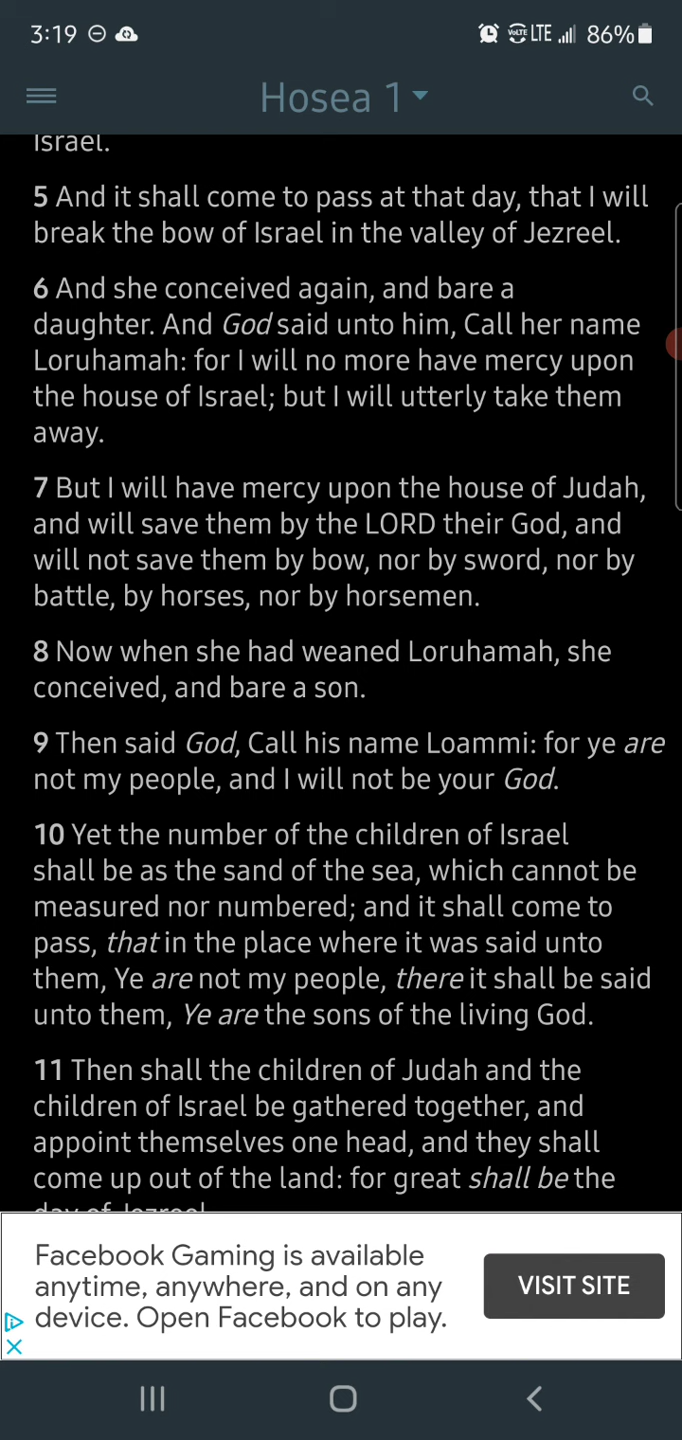 3:19 LTE 86%
Hosea 1
Israel.
5 And it shall come to pass at that day, that I will
break the bow of Israel in the valley of Jezreel.
6 And she conceived again, and bare a
daughter. And God said unto him, Call her name
Loruhamah: for I will no more have mercy upon
the house of Israel; but I will utterly take them
away.
7 But I will have mercy upon the house of Judah,
and will save them by the LORD their God, and
will not save them by bow, nor by sword, nor by
battle, by horses, nor by horsemen.
8 Now when she had weaned Loruhamah, she
conceived, and bare a son.
9 Then said God, Call his name Loammi: for ye are
not my people, and I will not be your God.
10 Yet the number of the children of Israel
shall be as the sand of the sea, which cannot be
measured nor numbered; and it shall come to
pass, that in the place where it was said unto
them, Ye are not my people, there it shall be said
unto them, Ye are the sons of the living God.
11 Then shall the children of Judah and the
children of Israel be gathered together, and
appoint themselves one head, and they shall
come up out of the land: for great shall be the
day of Jezreel
Facebook Gaming is available
anytime, anywhere, and on any
device. Open Facebook to play.
VISIT SITE